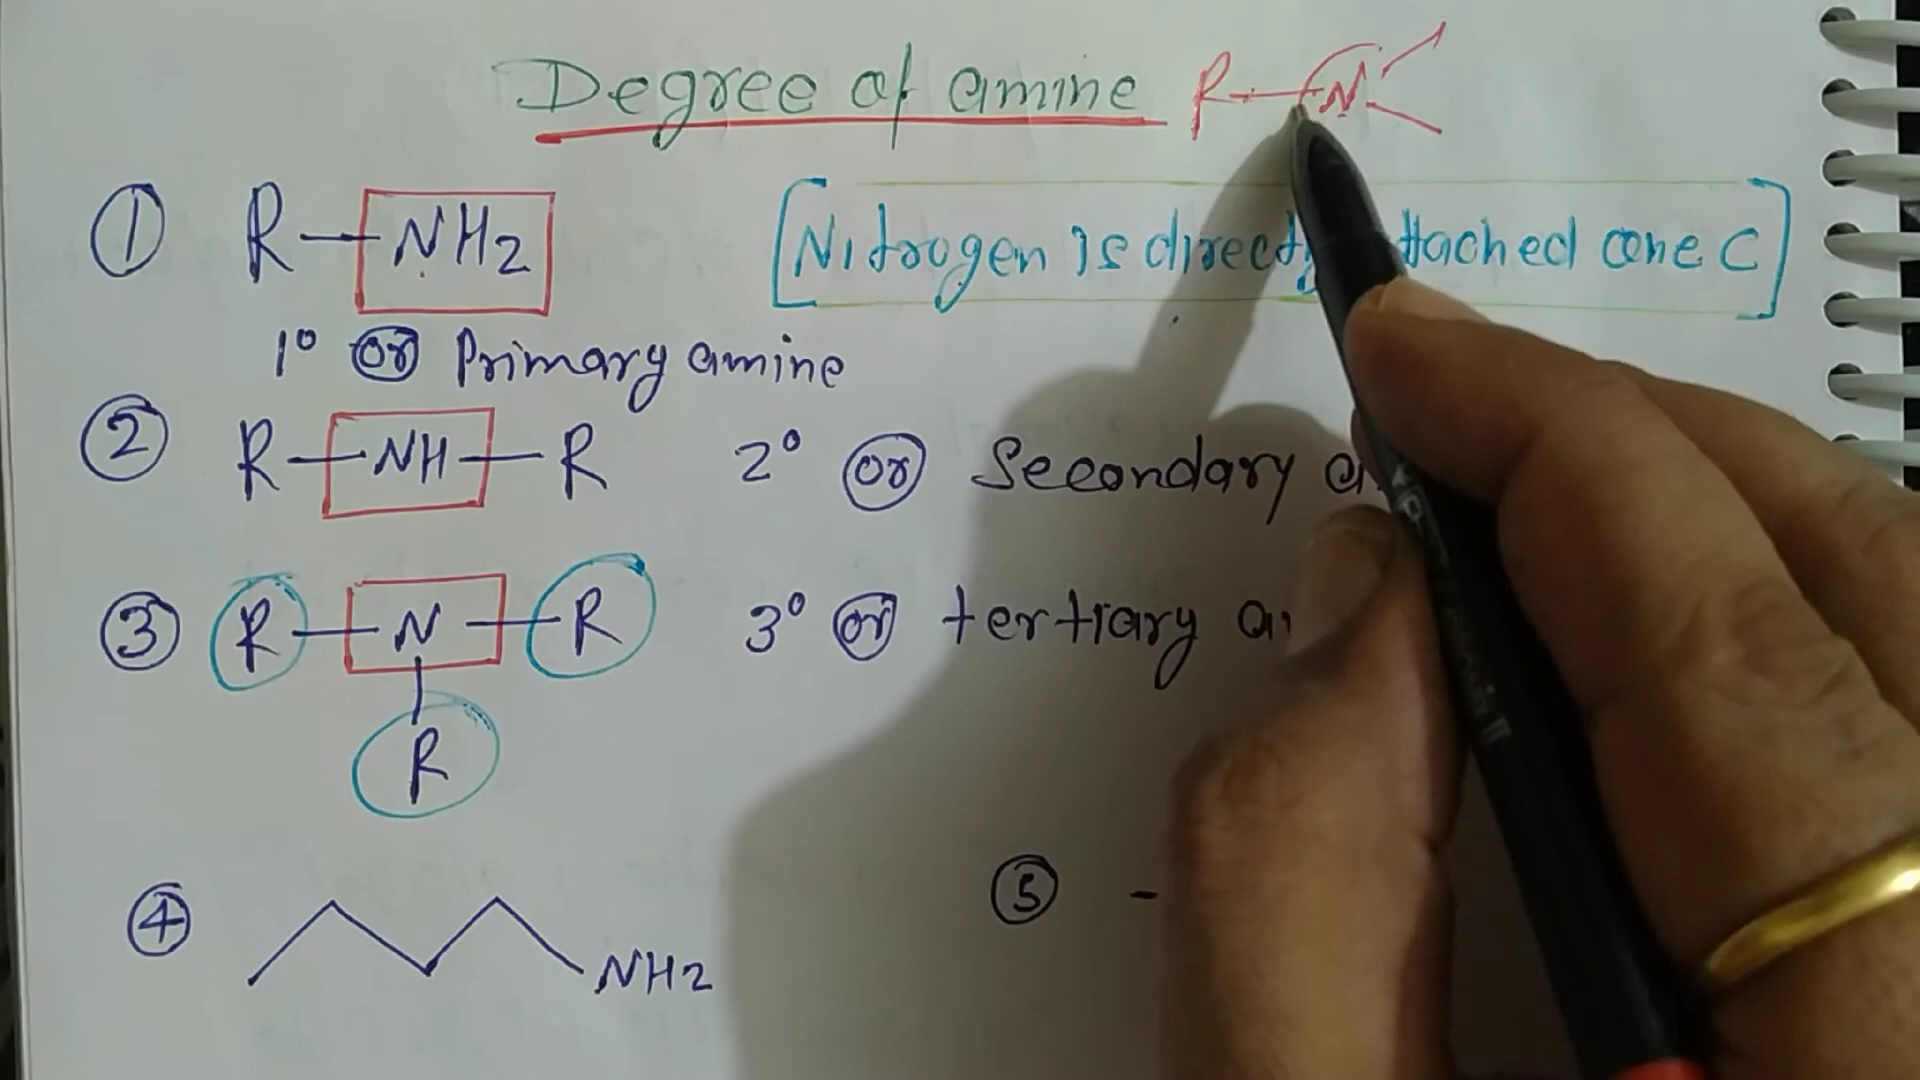 Degree of amine R-N
① R-NH2 [Nitrogen is directly ttached one C]
1° or Primary amine
② R-NH-R 2° or Secondary a
③ R-N-R 3° or tertiary a
R
④ NH2 ⑤ -